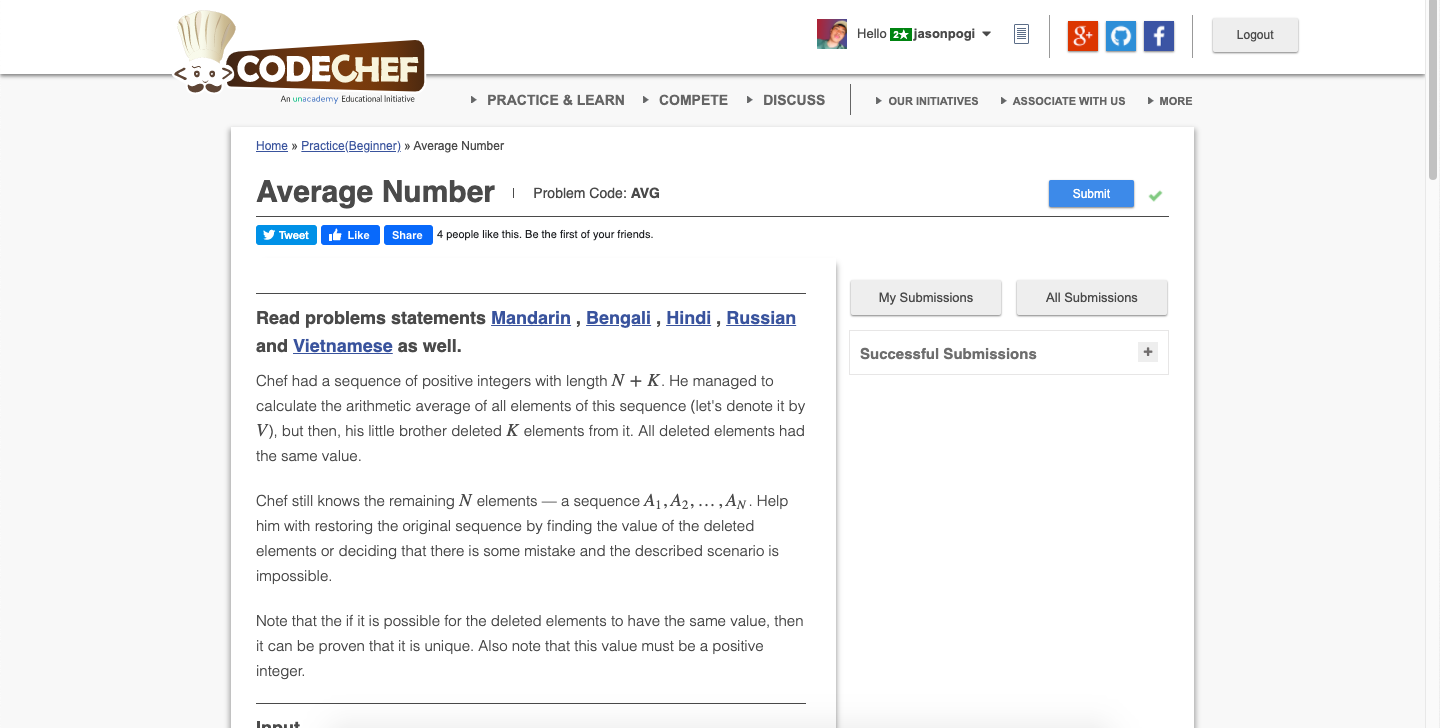 Hello 2★ jasonpogi
Logout
CODECHEF
An unacademy Educational Initiative
PRACTICE & LEARN COMPETE DISCUSS OUR INITIATIVES ASSOCIATE WITH US MORE
Home » Practice(Beginner) » Average Number
Average Number
Problem Code: AVG
Submit
Tweet Like Share 4 people like this. Be the first of your friends.
My Submissions All Submissions
Successful Submissions +
Read problems statements Mandarin , Bengali , Hindi , Russian
and Vietnamese as well.
Chef had a sequence of positive integers with length N + K. He managed to
calculate the arithmetic average of all elements of this sequence (let's denote it by
V), but then, his little brother deleted K elements from it. All deleted elements had
the same value.
Chef still knows the remaining N elements — a sequence A₁, A₂, …, A_N. Help
him with restoring the original sequence by finding the value of the deleted
elements or deciding that there is some mistake and the described scenario is
impossible.
Note that the if it is possible for the deleted elements to have the same value, then
it can be proven that it is unique. Also note that this value must be a positive
integer.
Input